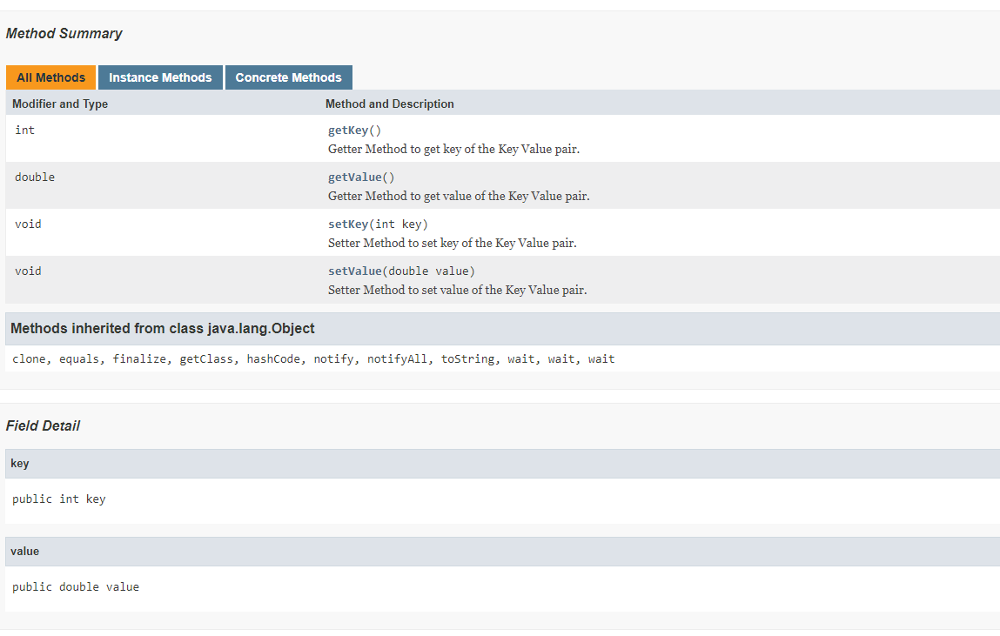 Method Summary
All Methods Instance Methods Concrete Methods
Modifier and Type Method and Description
int getKey()
Getter Method to get key of the Key Value pair.
double getValue()
Getter Method to get value of the Key Value pair.
void setKey(int key)
Setter Method to set key of the Key Value pair.
void setValue(double value)
Setter Method to set value of the Key Value pair.
Methods inherited from class java.lang.Object
clone, equals, finalize, getClass, hashCode, notify, notifyAll, toString, wait, wait, wait
Field Detail
key
public int key
value
public double value